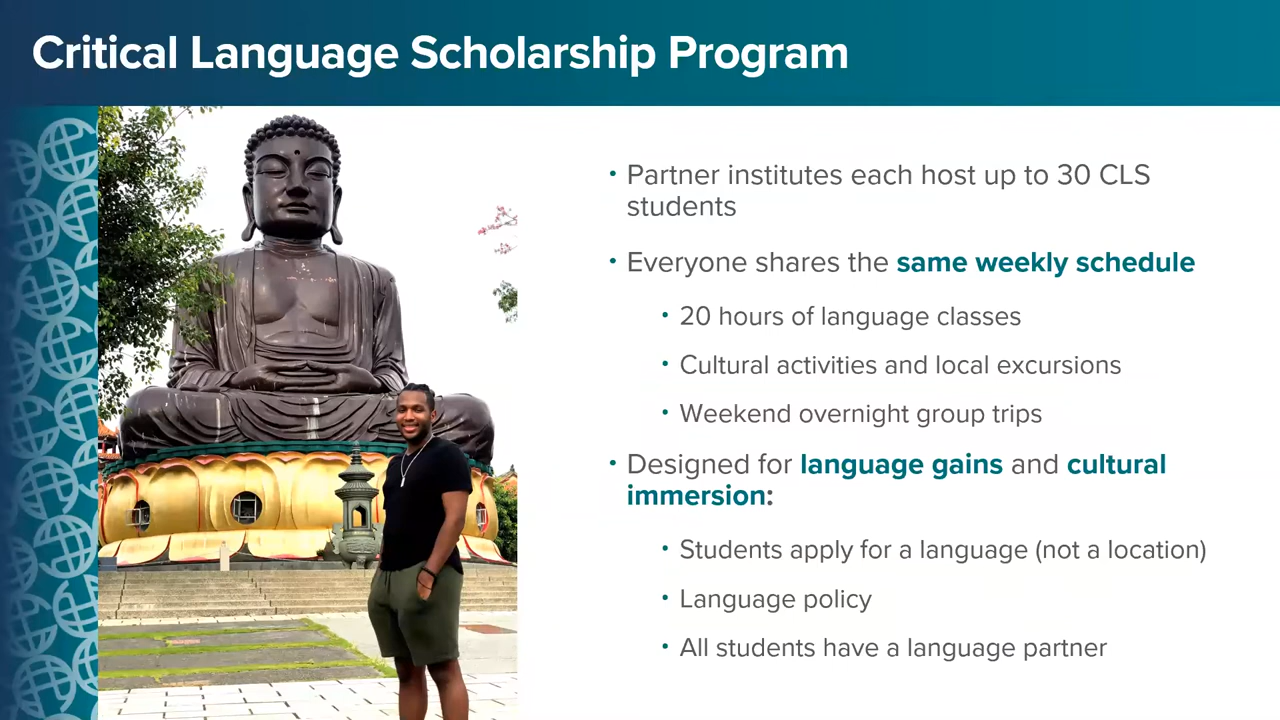 Critical Language Scholarship Program
• Partner institutes each host up to 30 CLS
students
• Everyone shares the same weekly schedule
• 20 hours of language classes
• Cultural activities and local excursions
• Weekend overnight group trips
• Designed for language gains and cultural
immersion:
• Students apply for a language (not a location)
• Language policy
• All students have a language partner